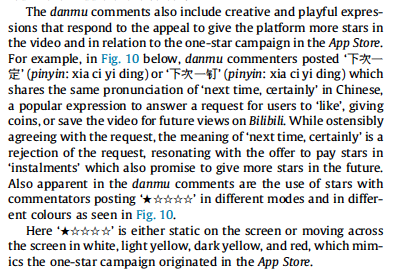 The danmu comments also include creative and playful expres-
sions that respond to the appeal to give the platform more stars in
the video and in relation to the one-star campaign in the App Store.
For example, in Fig. 10 below, danmu commenters posted ‘下次一
定’ (pinyin: xia ci yi ding) or ‘下次一钉’ (pinyin: xia ci yi ding) which
shares the same pronunciation of ‘next time, certainly’ in Chinese,
a popular expression to answer a request for users to ‘like’, giving
coins, or save the video for future views on Bilibili. While ostensibly
agreeing with the request, the meaning of ‘next time, certainly’ is a
rejection of the request, resonating with the offer to pay stars in
‘instalments’ which also promise to give more stars in the future.
Also apparent in the danmu comments are the use of stars with
commentators posting ‘★☆☆☆☆’ in different modes and in differ-
ent colours as seen in Fig. 10.
Here ‘★☆☆☆☆’ is either static on the screen or moving across
the screen in white, light yellow, dark yellow, and red, which mim-
ics the one-star campaign originated in the App Store.